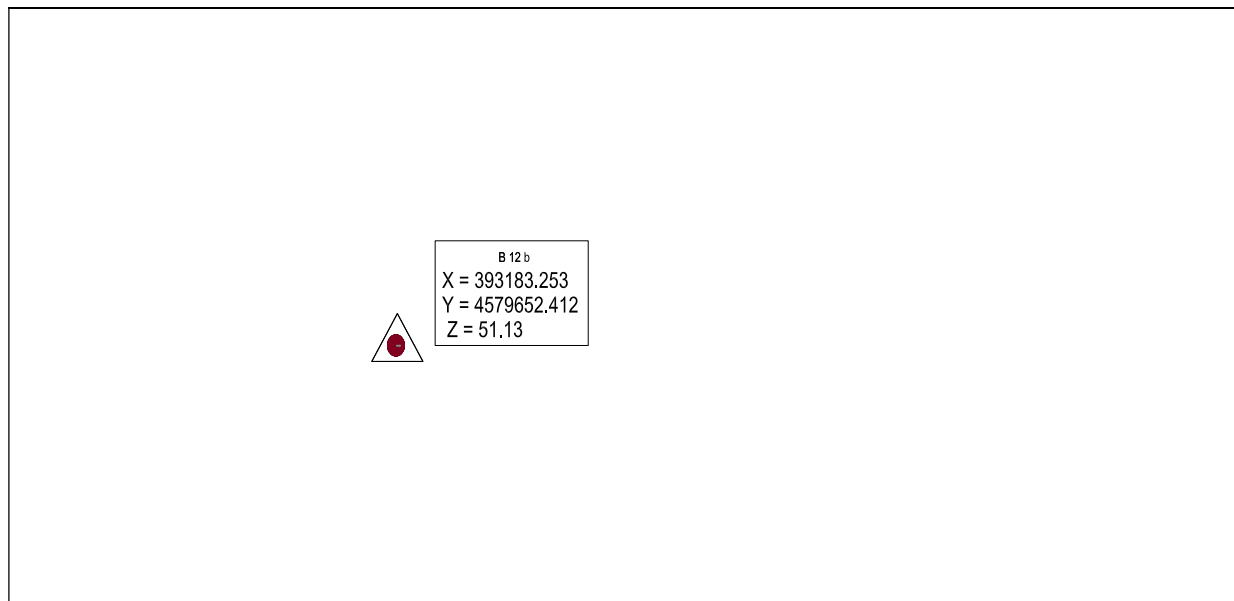 B 12 b
X = 393183.253
Y = 4579652.412
Z = 51.13